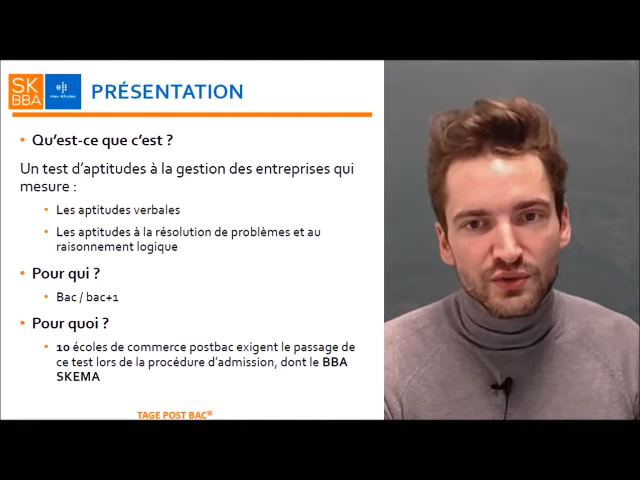 SK
BBA
PRÉSENTATION
Qu’est-ce que c’est ?
Un test d’aptitudes à la gestion des entreprises qui
mesure :
Les aptitudes verbales
Les aptitudes à la résolution de problèmes et au
raisonnement logique
Pour qui ?
Bac / bac+1
Pour quoi ?
10 écoles de commerce postbac exigent le passage de
ce test lors de la procédure d’admission, dont le BBA
SKEMA
TAGE POST BAC®